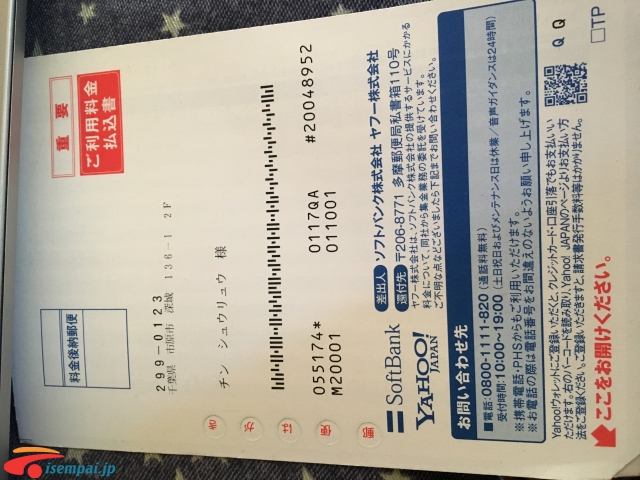 料金後納郵便
重要
ご利用料金
払込書
299-0123
千葉県 市原市 深城 136-1 2F
チン シュウリュウ 様
055174* 0117QA #20048952
M20001 011001
郵便はがき
SoftBank
YAHOO!
JAPAN
差出人 ソフトバンク株式会社 ヤフー株式会社
還付先 〒206-8771 多摩郵便局私書箱110号
ヤフー株式会社は、ソフトバンク株式会社の提供するサービスにかかる
料金について、同社から集金業務の委託を受けています。
ご不明な点などございましたら下記までお問い合わせください。
お問い合わせ先
■電話:0800-1111-820(通話料無料)
受付時間:10:00~19:00(土日祝日およびメンテナンス日は休業/音声ガイダンスは24時間)
※携帯電話・PHSからもご利用いただけます。
※お電話の際は電話番号をお間違えのないようお願い申し上げます。
Yahoo!ウォレットにご登録いただくと、クレジットカード・口座引落でもお支払いい
ただけます。右のバーコードを読み取り、Yahoo! JAPANのページよりお支払い方
法をご登録ください。ご登録いただきますと、請求書発行手数料等はかかりません。
ここをお開けください。
Q Q
□TP
isempai.jp